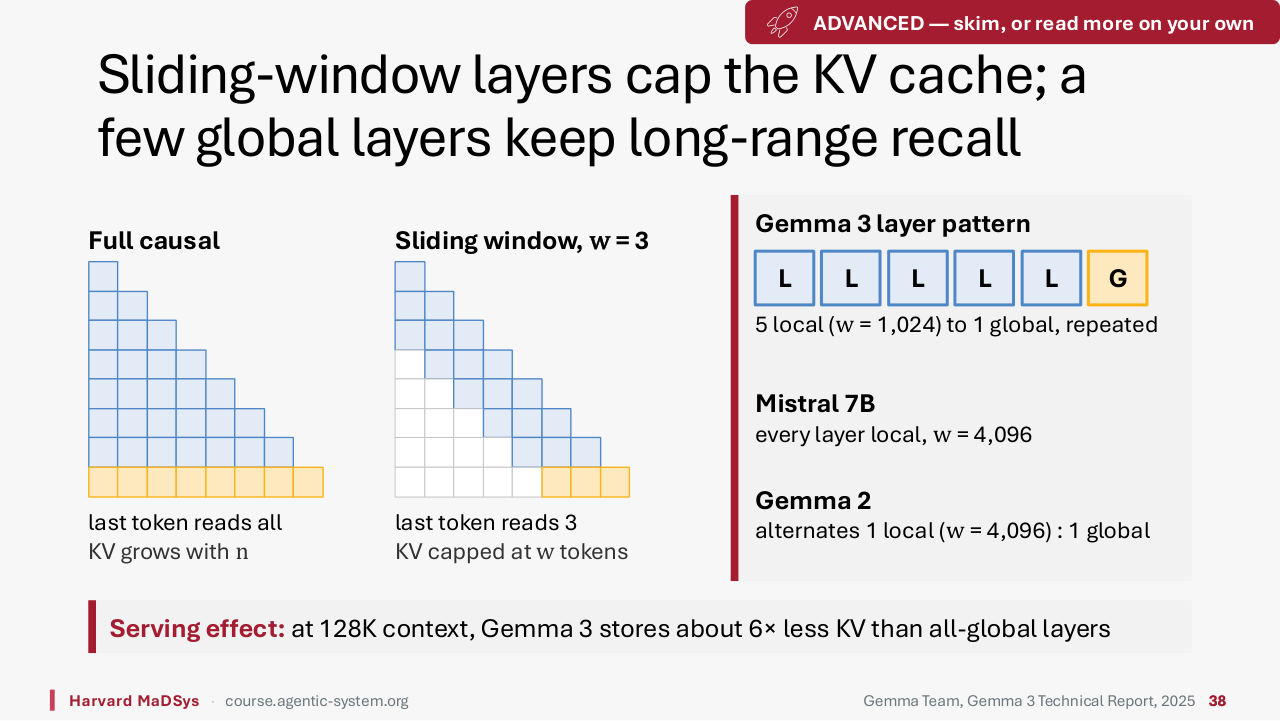 ADVANCED — skim, or read more on your own
Sliding-window layers cap the KV cache; a
few global layers keep long-range recall
Full causal
last token reads all
KV grows with n
Sliding window, w = 3
last token reads 3
KV capped at w tokens
Gemma 3 layer pattern
L L L L L G
5 local (w = 1,024) to 1 global, repeated
Mistral 7B
every layer local, w = 4,096
Gemma 2
alternates 1 local (w = 4,096) : 1 global
Serving effect: at 128K context, Gemma 3 stores about 6× less KV than all-global layers
Harvard MaDSys · course.agentic-system.org
Gemma Team, Gemma 3 Technical Report, 2025 38